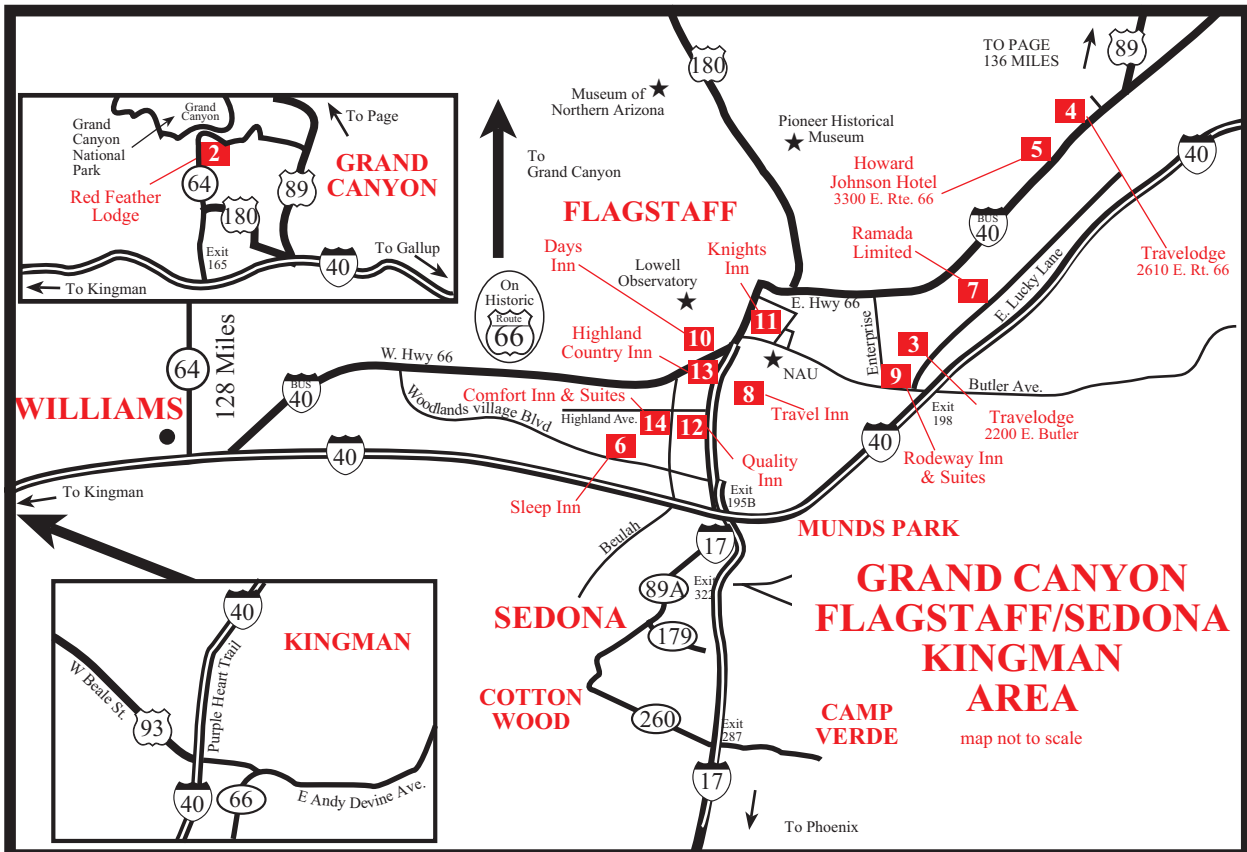 180
TO PAGE
136 MILES
89
Museum of
Northern Arizona
Pioneer Historical
Museum
4
5
40
Howard
Johnson Hotel
3300 E. Rte. 66
To
Grand Canyon
FLAGSTAFF
BUS
40
Ramada
Limited
Travelodge
2610 E. Rt. 66
Days
Inn
Knights
Inn
Lowell
Observatory
7
E. Lucky Lane
E. Hwy 66
On
Historic
Route
66
10
11
Enterprise
3
Highland
Country Inn
13
NAU
9
Butler Ave.
W. Hwy 66
BUS
40
Comfort Inn & Suites
8
Travel Inn
Exit
198
Travelodge
2200 E. Butler
Woodlands village Blvd
Highland Ave.
14
12
6
40
Rodeway Inn
& Suites
Quality
Inn
Sleep Inn
Exit
195B
Beulah
MUNDS PARK
17
Grand
Canyon
Grand
Canyon
National
Park
To Page
2
GRAND
CANYON
Red Feather
Lodge
64
89
180
Exit
165
40
To Gallup
To Kingman
64
128 Miles
WILLIAMS
40
To Kingman
89A
Exit
322
SEDONA
179
COTTON
WOOD
260
Exit
287
CAMP
VERDE
17
To Phoenix
GRAND CANYON
FLAGSTAFF/SEDONA
KINGMAN
AREA
map not to scale
40
KINGMAN
W Beale St.
Purple Heart Trail
93
40
66
E Andy Devine Ave.